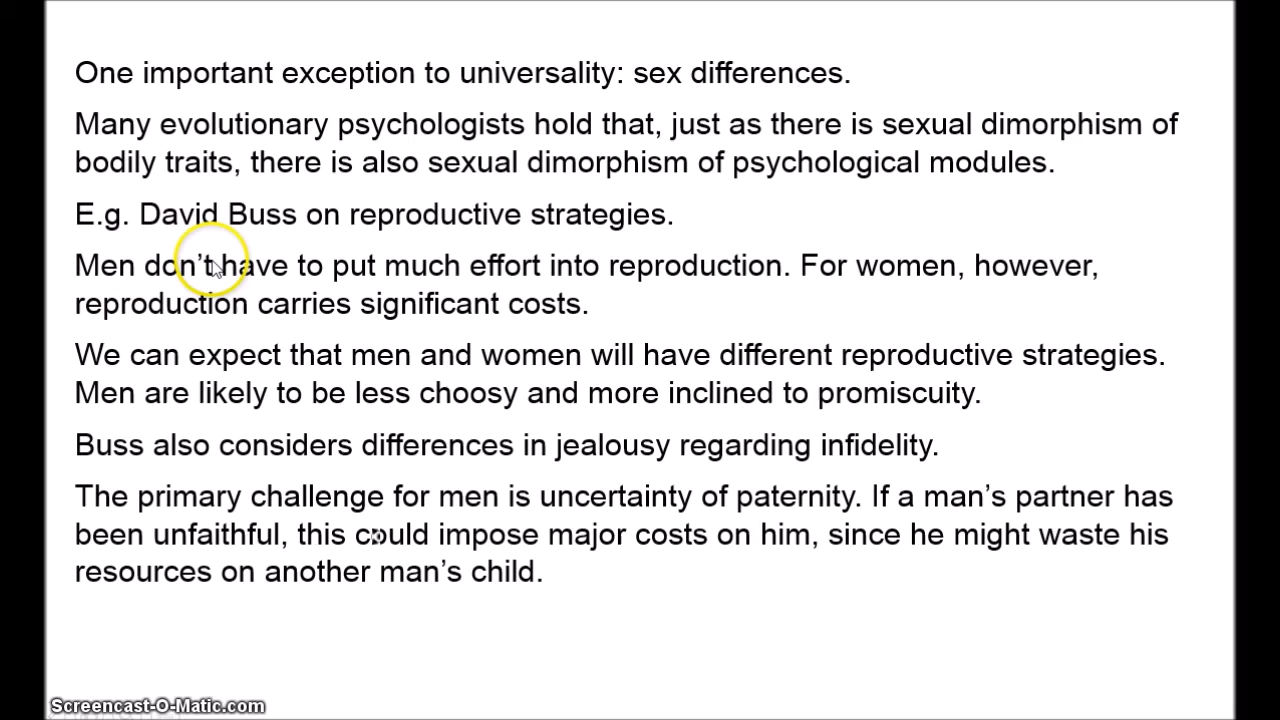 One important exception to universality: sex differences.
Many evolutionary psychologists hold that, just as there is sexual dimorphism of
bodily traits, there is also sexual dimorphism of psychological modules.
E.g. David Buss on reproductive strategies.
Men don’t have to put much effort into reproduction. For women, however,
reproduction carries significant costs.
We can expect that men and women will have different reproductive strategies.
Men are likely to be less choosy and more inclined to promiscuity.
Buss also considers differences in jealousy regarding infidelity.
The primary challenge for men is uncertainty of paternity. If a man’s partner has
been unfaithful, this could impose major costs on him, since he might waste his
resources on another man’s child.
Screencast-O-Matic.com